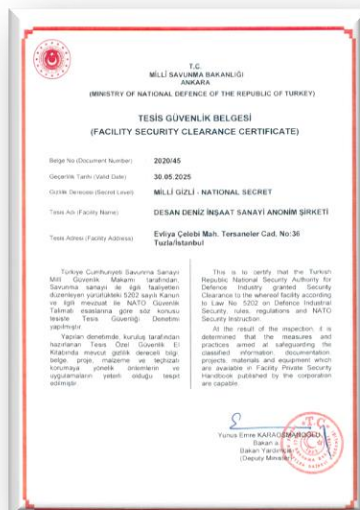 T.C.
MİLLİ SAVUNMA BAKANLIĞI
ANKARA
(MINISTRY OF NATIONAL DEFENCE OF THE REPUBLIC OF TURKEY)
TESİS GÜVENLİK BELGESİ
(FACILITY SECURITY CLEARANCE CERTIFICATE)
Belge No (Document Number) 2020/45
Geçerlilik Tarihi (Valid Date) 30.05.2025
Gizlilik Derecesi (Secret Level) MİLLİ GİZLİ - NATIONAL SECRET
Tesis Adı (Facility Name) DESAN DENİZ İNŞAAT SANAYİ ANONİM ŞİRKETİ
Tesis Adresi (Facility Address) Evliya Çelebi Mah. Tersaneler Cad. No:36
Tuzla/İstanbul
Türkiye Cumhuriyeti Savunma Sanayi
Milli Güvenlik Makamı tarafından,
Savunma sanayi ile ilgili faaliyetleri
düzenleyen yürürlükteki 5202 sayılı Kanun
ve ilgili mevzuat ile NATO Güvenlik
Talimatı esaslarına göre söz konusu
tesiste Tesis Güvenliği Denetimi
yapılmıştır.
Yapılan denetimde, kuruluş tarafından
hazırlanan Tesis Özel Güvenlik El
Kitabında mevcut gizlilik dereceli bilgi,
belge, proje, malzeme ve teçhizatı
korumaya yönelik önlemlerin ve
uygulamaların yeterli olduğu tespit
edilmiştir.
This is to certify that the Turkish
Republic National Security Authority for
Defence Industry granted Security
Clearance to the whereof facility according
to Law No 5202 on Defence Industrial
Security, rules, regulations and NATO
Security Instruction.
At the result of the inspection, it is
determined that the measures and
practices aimed at safeguarding the
classified information, documentation,
projects, materials and equipment which
are available in Facility Private Security
Handbook published by the corporation
are capable.
Yunus Emre KARAOSMANOĞLU
Bakan a.
Bakan Yardımcısı
(Deputy Minister)